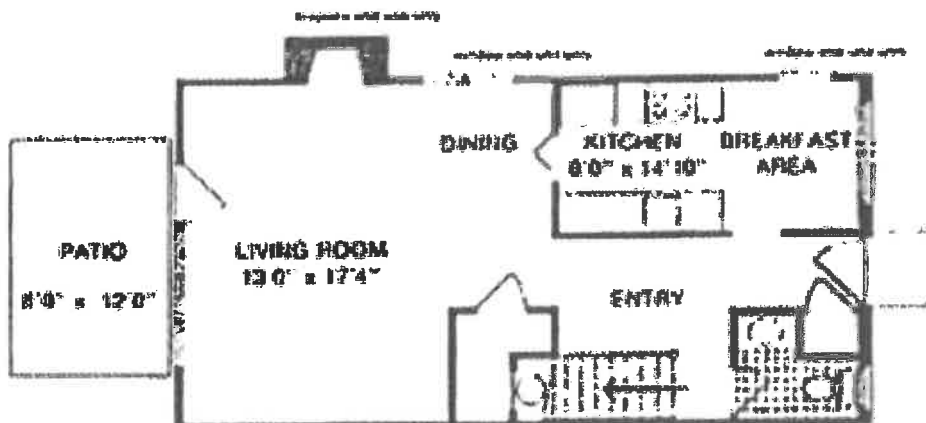 DINING
KITCHEN
8'0" x 14'10"
BREAKFAST
AREA
PATIO
8'0" x 12'0"
LIVING ROOM
13'0" x 17'4"
ENTRY